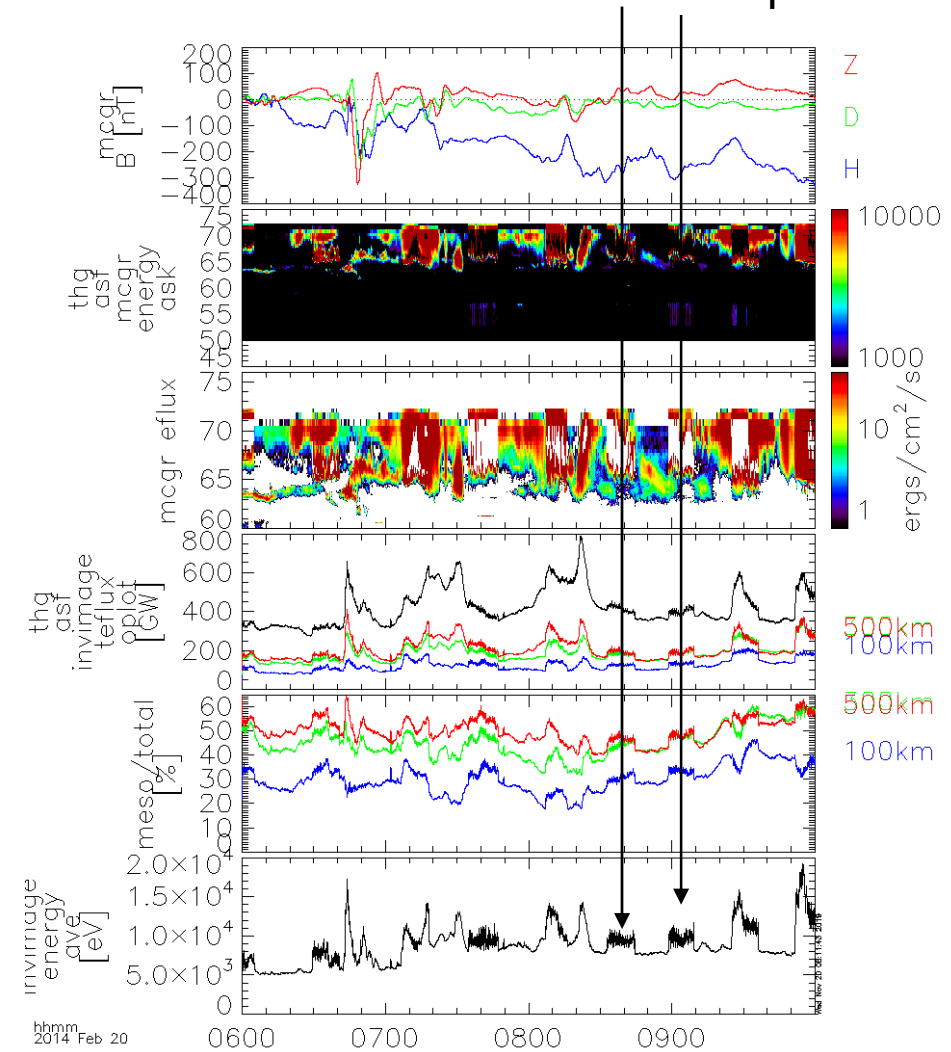 200
100
0
-100
-200
-300
-400
mcgr
B [nT]
Z
D
H
75
70
65
60
55
50
45
thg
asf
mcgr
energy
ask
10000
1000
75
70
65
60
mcgr eflux
10
1
ergs/cm²/s
800
600
400
200
0
thg
asf
invimage
teflux
oplot
[GW]
500km
100km
60
50
40
30
20
10
0
meso/total
[%]
100km
2.0×10⁴
1.5×10⁴
1.0×10⁴
5.0×10³
0
invimage
energy
ave
[eV]
0600
0700
0800
0900
hhmm
2014 Feb 20